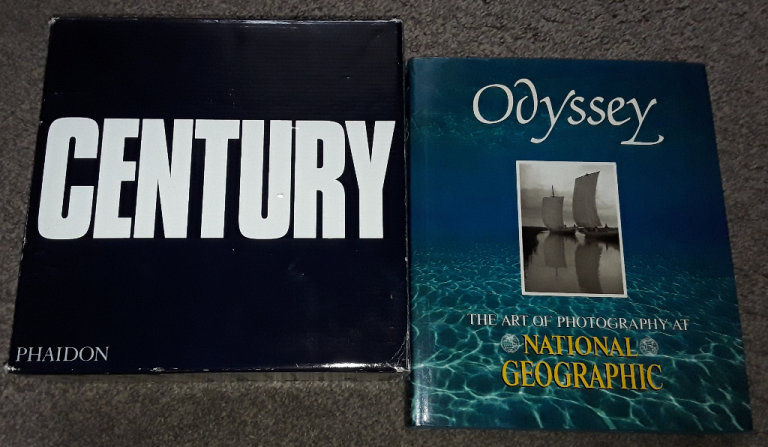 CENTURY
PHAIDON
Odyssey
THE ART OF PHOTOGRAPHY AT
NATIONAL
GEOGRAPHIC